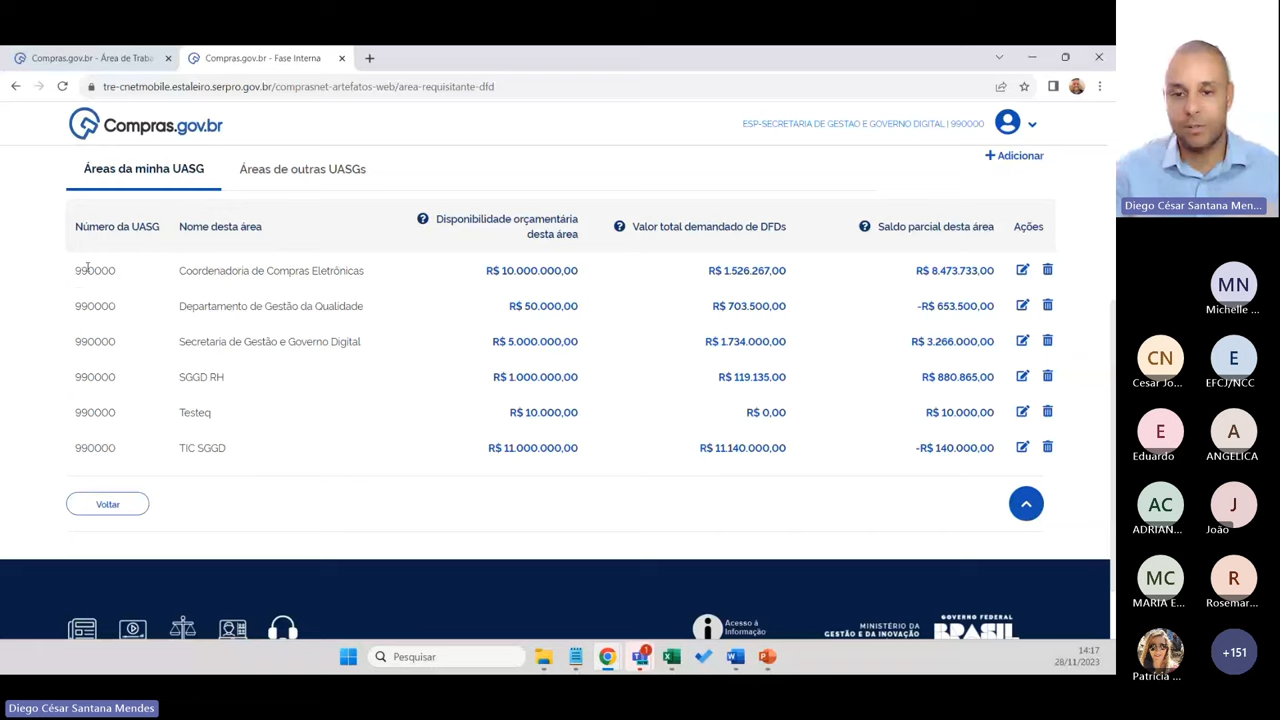 Compras.gov.br - Área de Traba
Compras.gov.br - Fase Interna
tre-cnetmobile.estaleiro.serpro.gov.br/comprasnet-artefatos-web/area-requisitante-dfd
Compras.gov.br
ESP-SECRETARIA DE GESTAO E GOVERNO DIGITAL | 990000
Áreas da minha UASG
Áreas de outras UASGs
Adicionar
Número da UASG Nome desta área Disponibilidade orçamentária desta área Valor total demandado de DFDs Saldo parcial desta área Ações
990000 Coordenadoria de Compras Eletrônicas R$ 10.000.000,00 R$ 1.526.267,00 R$ 8.473.733,00
990000 Departamento de Gestão da Qualidade R$ 50.000,00 R$ 703.500,00 -R$ 653.500,00
990000 Secretaria de Gestão e Governo Digital R$ 5.000.000,00 R$ 1.734.000,00 R$ 3.266.000,00
990000 SGGD RH R$ 1.000.000,00 R$ 119.135,00 R$ 880.865,00
990000 Testeq R$ 10.000,00 R$ 0,00 R$ 10.000,00
990000 TIC SGGD R$ 11.000.000,00 R$ 11.140.000,00 -R$ 140.000,00
Voltar
Acesso à
Informação
MINISTÉRIO DA
GESTÃO E DA INOVAÇÃO
GOVERNO FEDERAL
BRASIL
Pesquisar
1
14:17
28/11/2023
Diego César Santana Men...
MN
Michelle ...
CN
Cesar Jo...
E
EFCJ/NCC
E
Eduardo
A
ANGELICA
AC
ADRIAN...
J
João
MC
MARIA E...
R
Rosemar...
Patrícia ...
+151
Diego César Santana Mendes